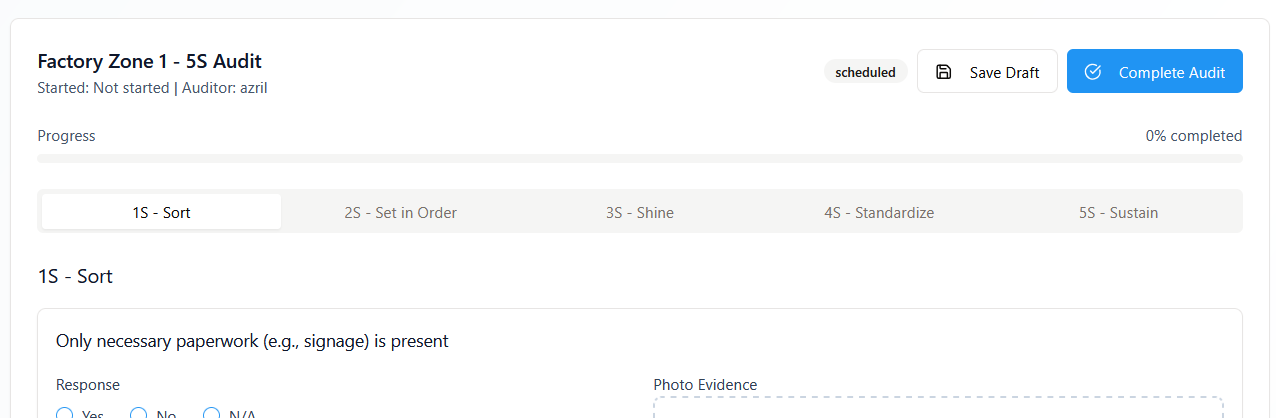 Factory Zone 1 - 5S Audit
Started: Not started | Auditor: azril
scheduled
Save Draft
Complete Audit
Progress
0% completed
1S - Sort
2S - Set in Order
3S - Shine
4S - Standardize
5S - Sustain
1S - Sort
Only necessary paperwork (e.g., signage) is present
Response
Photo Evidence
Yes
No
N/A